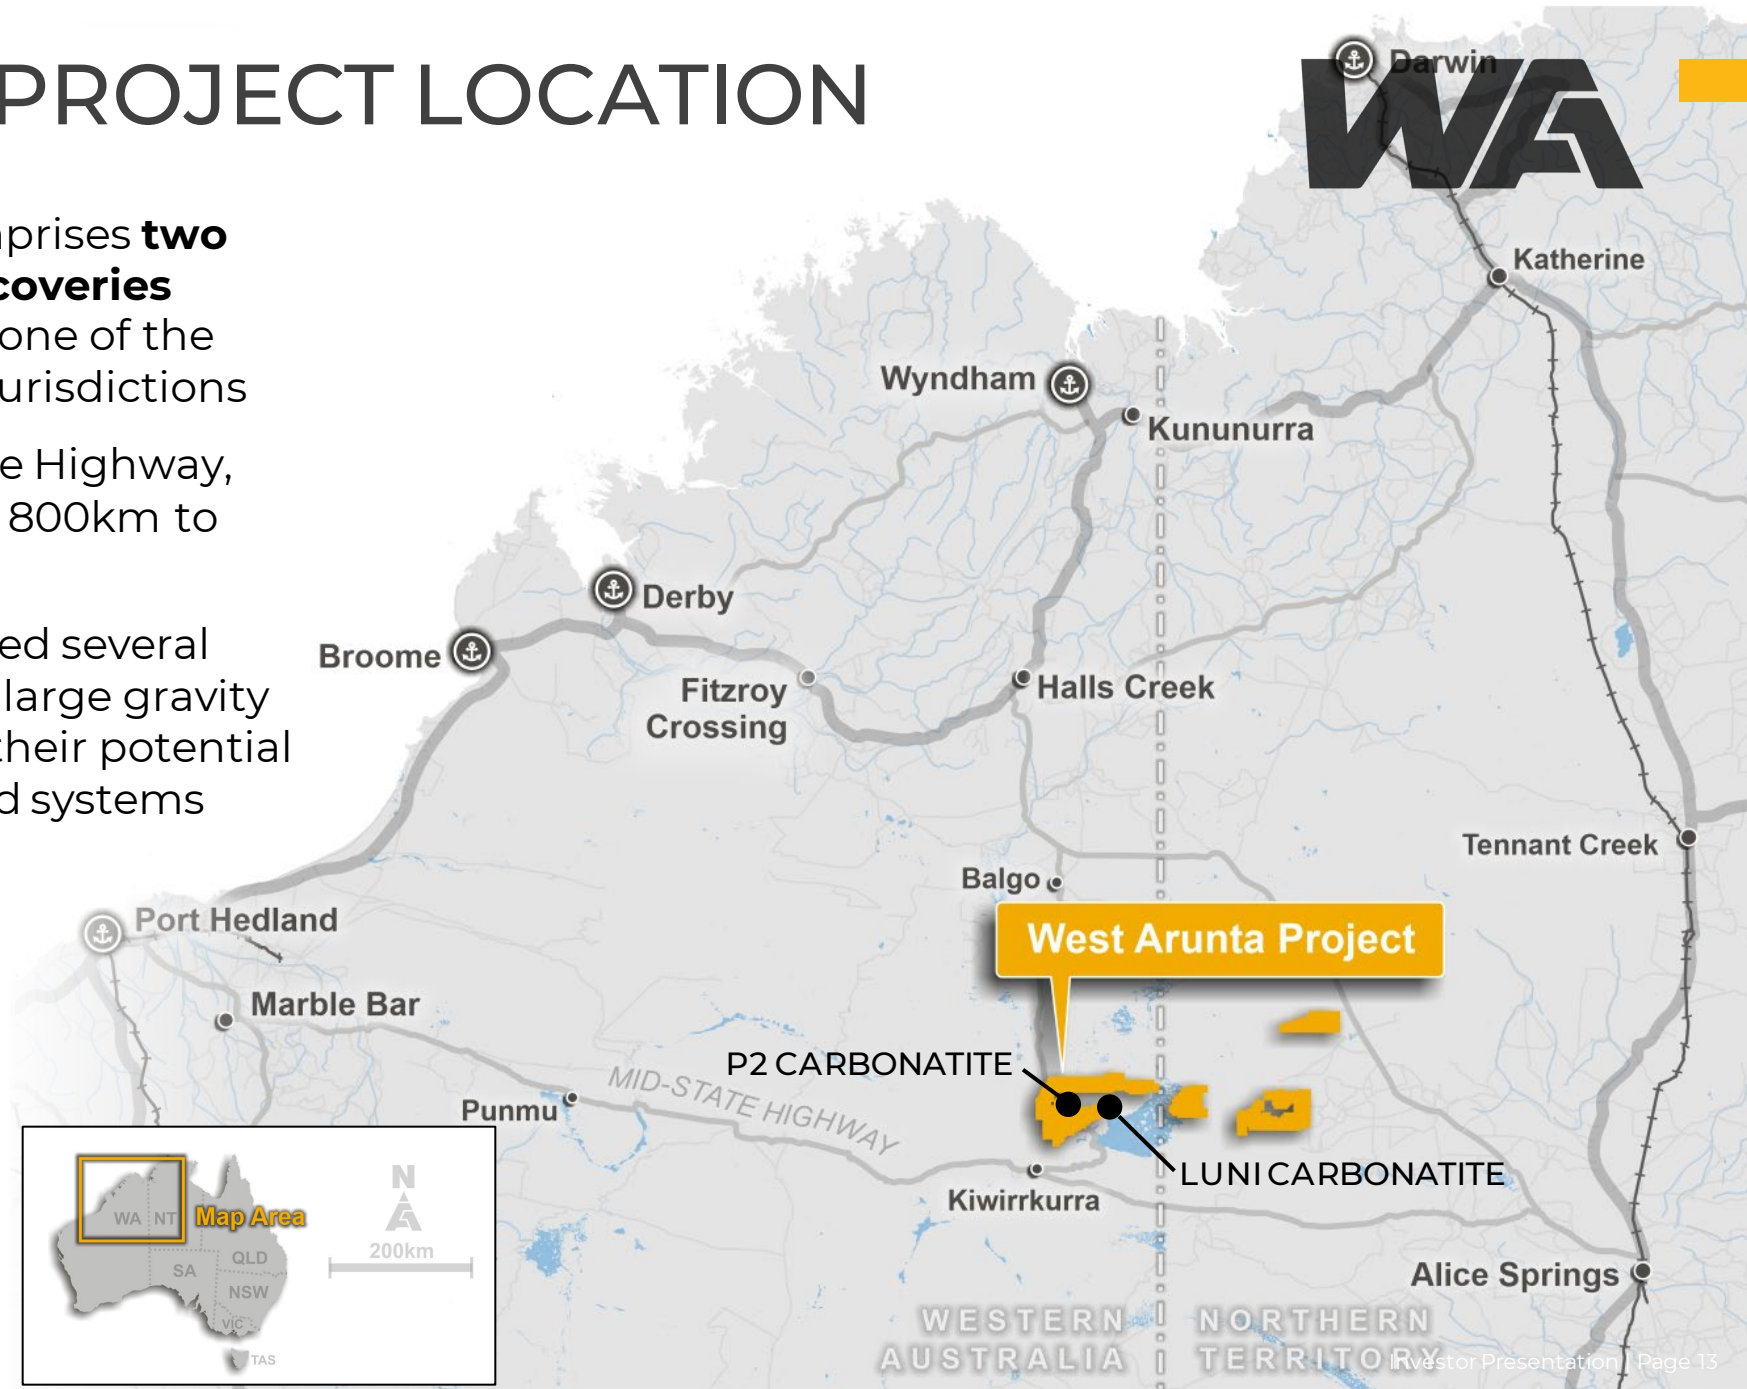 PROJECT LOCATION
WA
Darwin
Katherine
prises two
coveries
one of the
urisdictions
e Highway,
800km to
ed several
large gravity
their potential
d systems
Wyndham
Kununurra
Derby
Broome
Fitzroy
Crossing
Halls Creek
Tennant Creek
Balgo
West Arunta Project
Port Hedland
Marble Bar
P2 CARBONATITE
MID-STATE HIGHWAY
Punmu
LUNI CARBONATITE
Kiwirrkurra
Alice Springs
WESTERN
AUSTRALIA
NORTHERN
TERRITORY
N
200km
Map Area
WA
NT
SA
QLD
NSW
VIC
TAS
Investor Presentation | Page 13